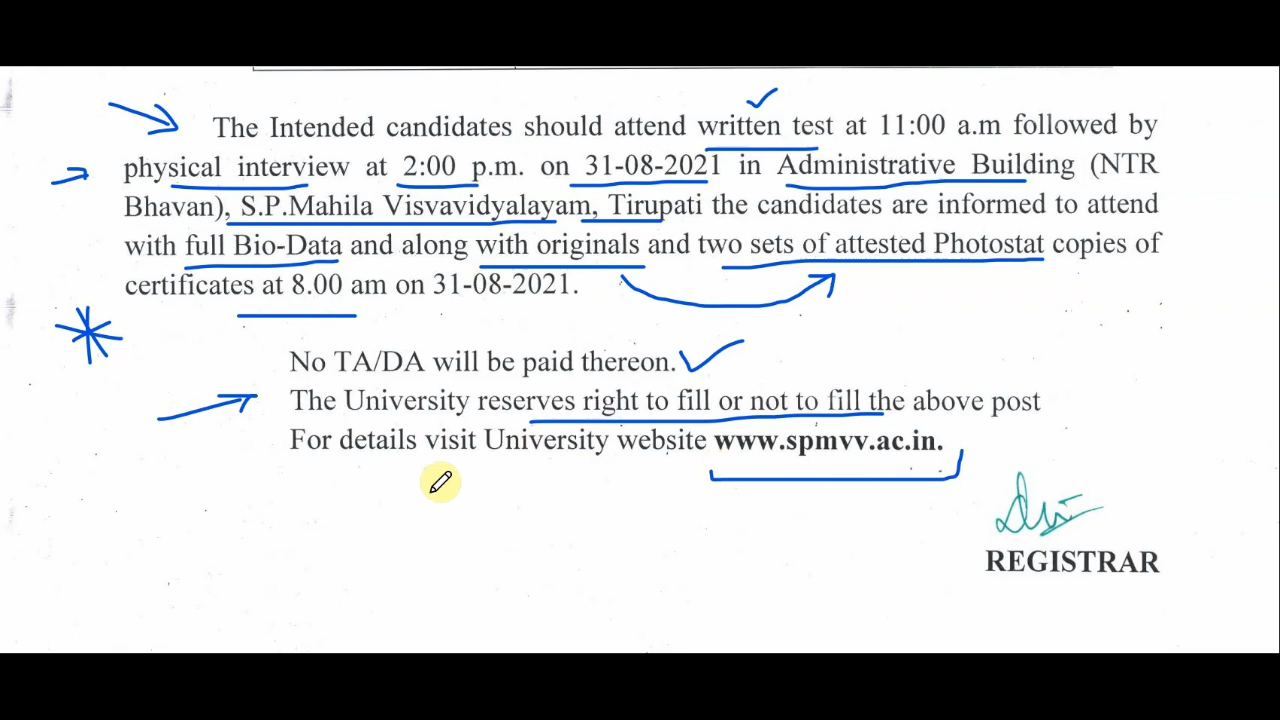 The Intended candidates should attend written test at 11:00 a.m followed by
physical interview at 2:00 p.m. on 31-08-2021 in Administrative Building (NTR
Bhavan), S.P.Mahila Visvavidyalayam, Tirupati the candidates are informed to attend
with full Bio-Data and along with originals and two sets of attested Photostat copies of
certificates at 8.00 am on 31-08-2021.
No TA/DA will be paid thereon.
The University reserves right to fill or not to fill the above post
For details visit University website www.spmvv.ac.in.
REGISTRAR